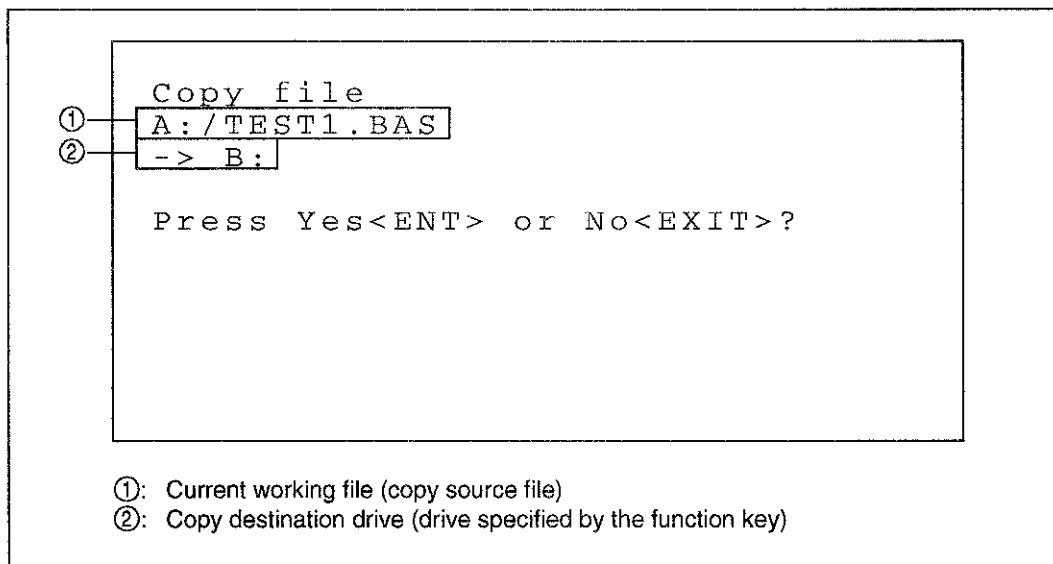 Copy file
① A:/TEST1.BAS
② -> B:
Press Yes<ENT> or No<EXIT>?
①: Current working file (copy source file)
②: Copy destination drive (drive specified by the function key)